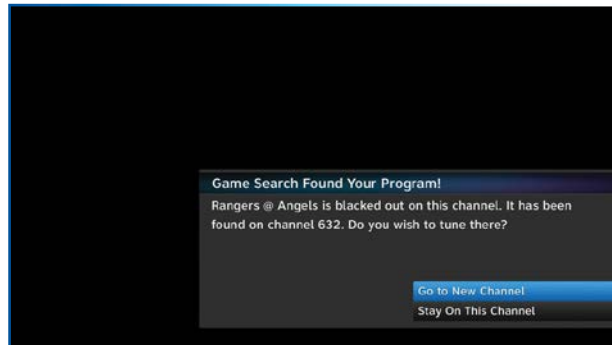 Game Search Found Your Program!
Rangers @ Angels is blacked out on this channel. It has been
found on channel 632. Do you wish to tune there?
Go to New Channel
Stay On This Channel